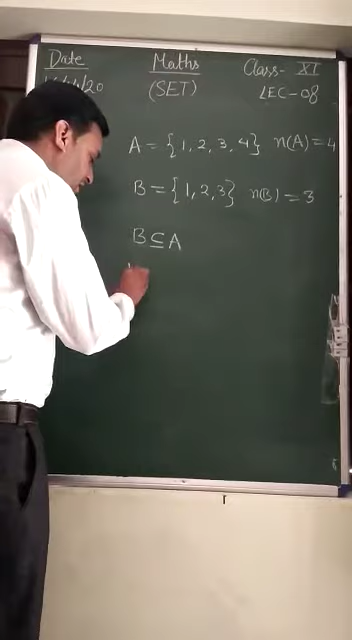 Date Maths Class- XI
(SET) LEC-08
A = {1, 2, 3, 4} n(A) = 4
B = {1, 2, 3} n(B) = 3
B ⊆ A